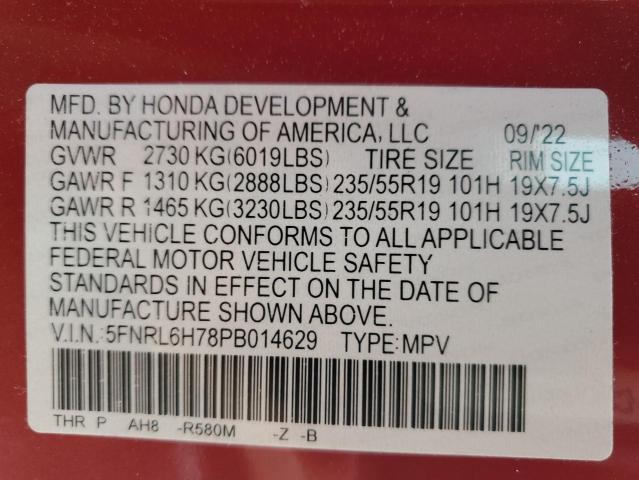 MFD. BY HONDA DEVELOPMENT &
MANUFACTURING OF AMERICA, LLC 09/'22
GVWR 2730 KG(6019LBS) TIRE SIZE RIM SIZE
GAWR F 1310 KG(2888LBS) 235/55R19 101H 19X7.5J
GAWR R 1465 KG(3230LBS) 235/55R19 101H 19X7.5J
THIS VEHICLE CONFORMS TO ALL APPLICABLE
FEDERAL MOTOR VEHICLE SAFETY
STANDARDS IN EFFECT ON THE DATE OF
MANUFACTURE SHOWN ABOVE.
V.I.N.:5FNRL6H78PB014629 TYPE:MPV
THR P AH8 -R580M -Z -B